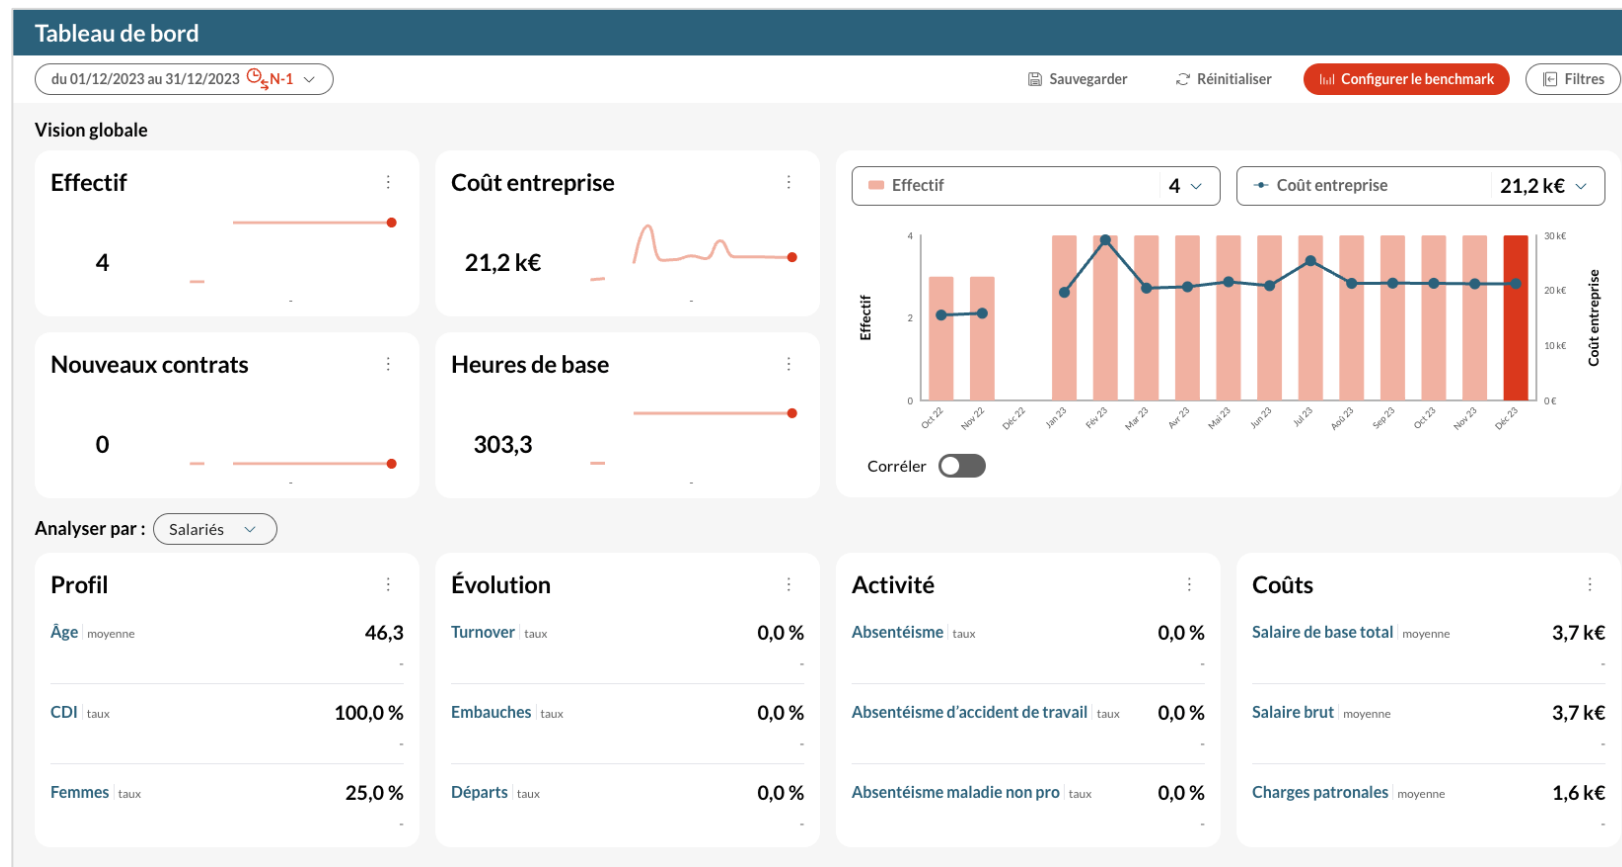 Tableau de bord
du 01/12/2023 au 31/12/2023 N-1
Sauvegarder
Réinitialiser
Configurer le benchmark
Filtres
Vision globale
Effectif
4
-
Coût entreprise
21,2 k€
-
Nouveaux contrats
0
-
Heures de base
303,3
-
Effectif 4
Coût entreprise 21,2 k€
Effectif
4
2
0
30 k€
20 k€
10 k€
0 €
Coût entreprise
Oct 22
Nov 22
Déc 22
Jan 23
Fév 23
Mar 23
Avr 23
Mai 23
Jun 23
Jul 23
Aoû 23
Sep 23
Oct 23
Nov 23
Déc 23
Corréler
Analyser par :
Salariés
Profil
Âge moyenne 46,3
-
CDI taux 100,0 %
-
Femmes taux 25,0 %
-
Évolution
Turnover taux 0,0 %
-
Embauches taux 0,0 %
-
Départs taux 0,0 %
-
Activité
Absentéisme taux 0,0 %
-
Absentéisme d’accident de travail taux 0,0 %
-
Absentéisme maladie non pro taux 0,0 %
-
Coûts
Salaire de base total moyenne 3,7 k€
-
Salaire brut moyenne 3,7 k€
-
Charges patronales moyenne 1,6 k€
-